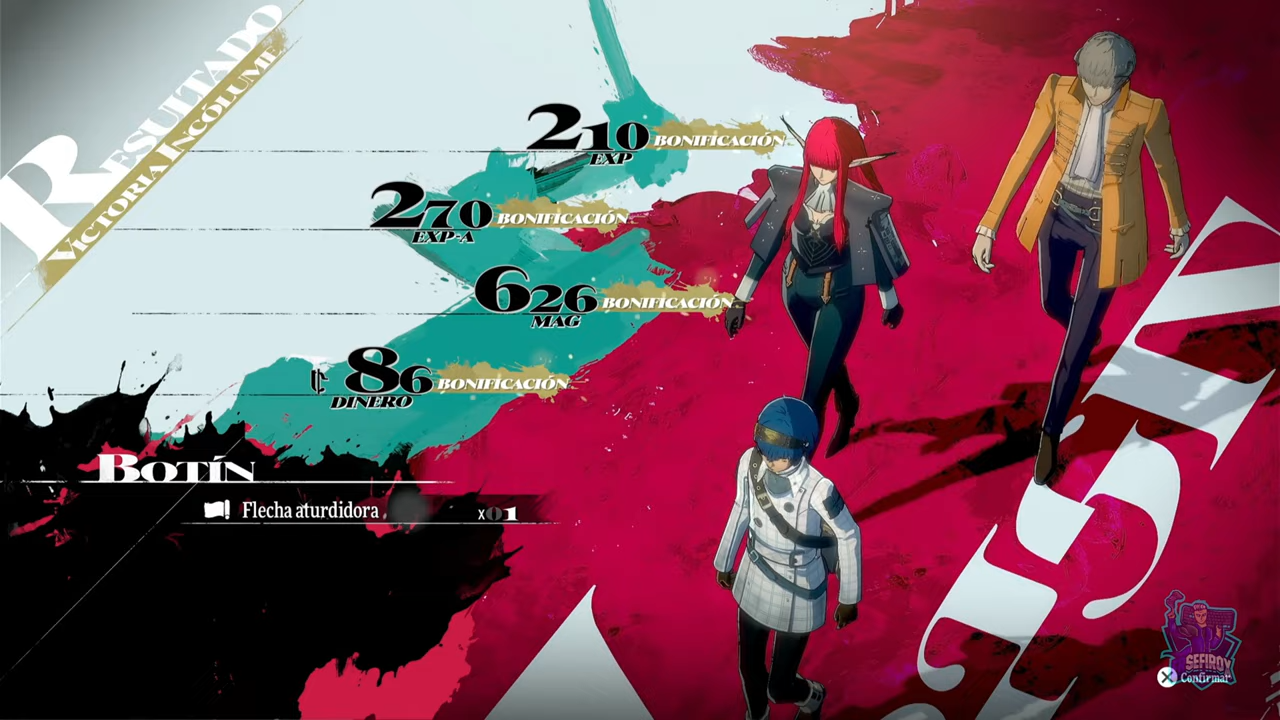 RESULTADO
VICTORIA INCÓLUME
210 BONIFICACIÓN
EXP
270 BONIFICACIÓN
EXP-A
626 BONIFICACIÓN
MAG
86 BONIFICACIÓN
DINERO
BOTÍN
Flecha aturdidora x01
SEFIROX
Confirmar